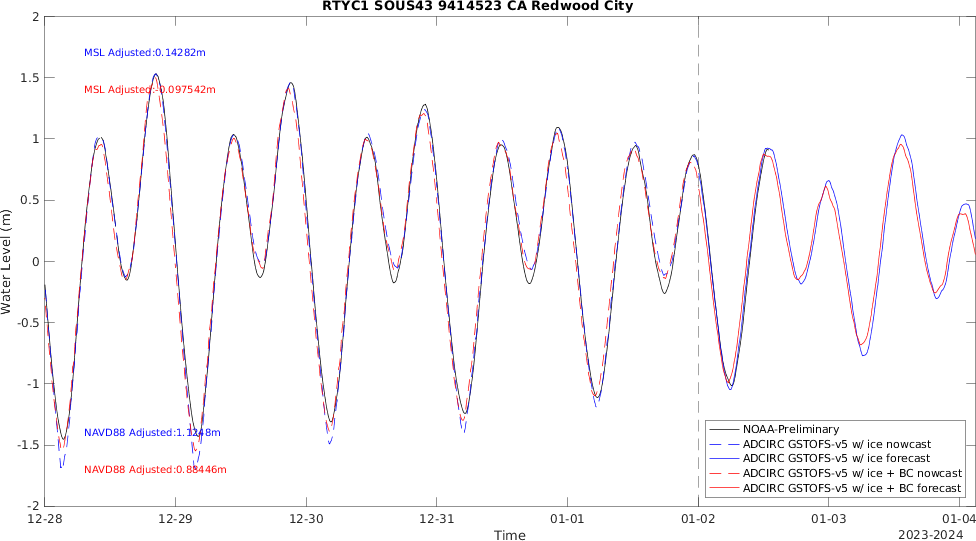 RTYC1 SOUS43 9414523 CA Redwood City
MSL Adjusted:0.14282m
MSL Adjusted:-0.097542m
NAVD88 Adjusted:1.1248m
NAVD88 Adjusted:0.88446m
Water Level (m)
2
1.5
1
0.5
0
-0.5
-1
-1.5
-2
NOAA-Preliminary
ADCIRC GSTOFS-v5 w/ ice nowcast
ADCIRC GSTOFS-v5 w/ ice forecast
ADCIRC GSTOFS-v5 w/ ice + BC nowcast
ADCIRC GSTOFS-v5 w/ ice + BC forecast
12-28 12-29 12-30 12-31 01-01 01-02 01-03 01-04
Time
2023-2024